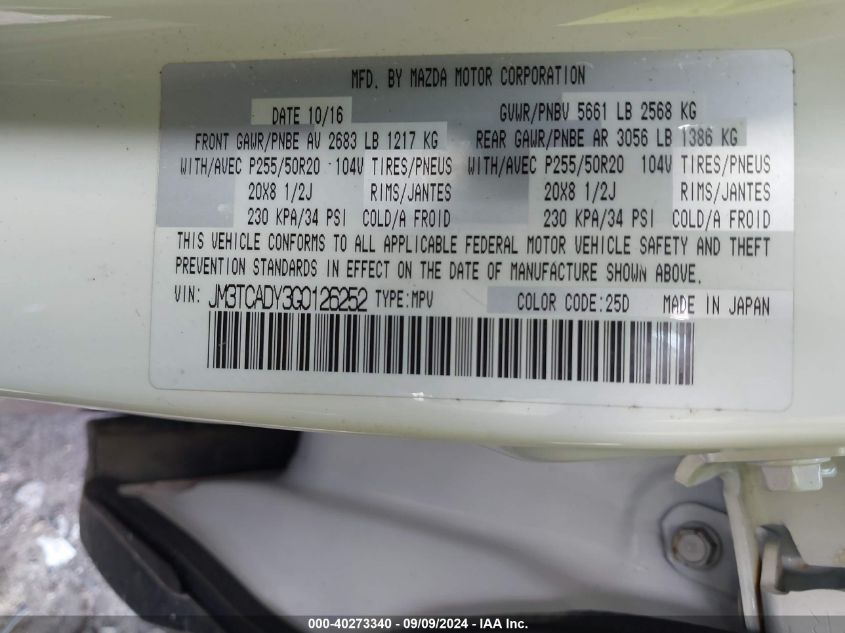 MFD. BY MAZDA MOTOR CORPORATION
DATE 10/16 GVWR/PNBV 5661 LB 2568 KG
FRONT GAWR/PNBE AV 2683 LB 1217 KG REAR GAWR/PNBE AR 3056 LB 1386 KG
WITH/AVEC P255/50R20 104V TIRES/PNEUS WITH/AVEC P255/50R20 104V TIRES/PNEUS
20X8 1/2J RIMS/JANTES 20X8 1/2J RIMS/JANTES
230 KPA/34 PSI COLD/A FROID 230 KPA/34 PSI COLD/A FROID
THIS VEHICLE CONFORMS TO ALL APPLICABLE FEDERAL MOTOR VEHICLE SAFETY AND THEFT
PREVENTION STANDARDS IN EFFECT ON THE DATE OF MANUFACTURE SHOWN ABOVE.
VIN: JM3TCADY3G0126252 TYPE:MPV COLOR CODE:25D MADE IN JAPAN
000-40273340 - 09/09/2024 - IAA Inc.